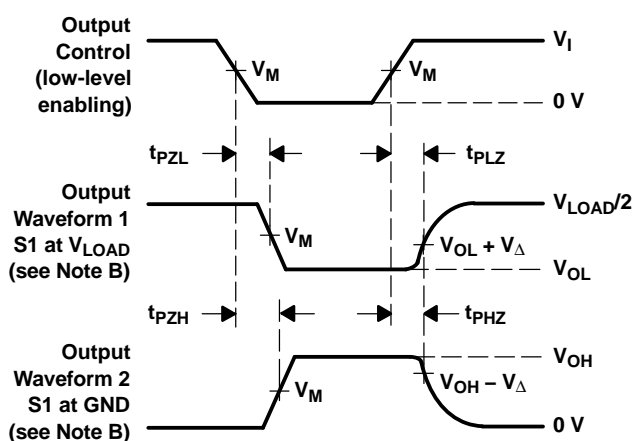 Output
Control
(low-level
enabling)
VM
VM
VI
0 V
tPZL
tPLZ
Output
Waveform 1
S1 at VLOAD
(see Note B)
VM
VLOAD/2
VOL + VΔ
VOL
tPZH
tPHZ
Output
Waveform 2
S1 at GND
(see Note B)
VM
VOH
VOH − VΔ
0 V